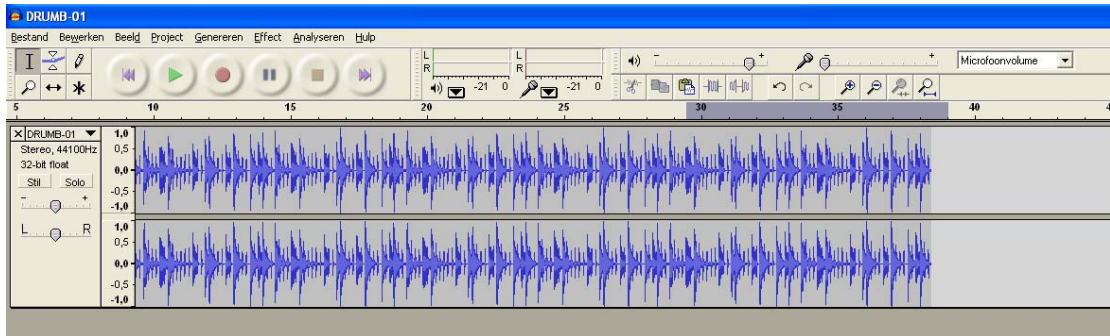 DRUMB-01
Bestand Bewerken Beeld Project Genereren Effect Analyseren Hulp
L
R
-21 0
L
R
-21 0
- +
- +
Microfoonvolume
5 10 15 20 25 30 35 40
X DRUMB-01
Stereo, 44100Hz
32-bit float
Stil Solo
- +
L R
1,0
0,5
0,0
-0,5
-1,0
1,0
0,5
0,0
-0,5
-1,0